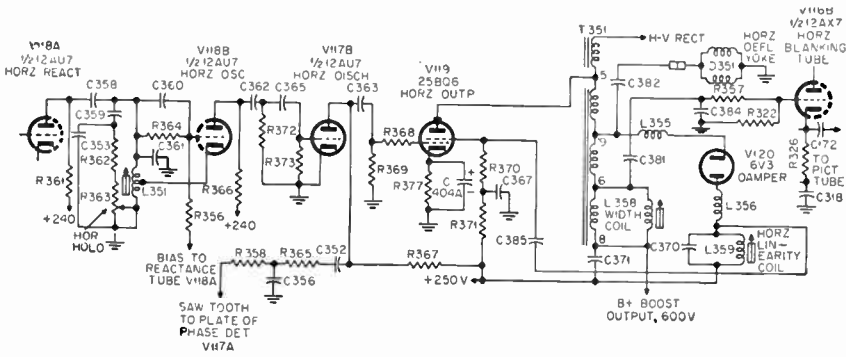 V118A
1/2 12AU7
HORZ REACT
V118B
1/2 12AU7
HORZ OSC
V117B
1/2 12AU7
HORZ DISCH
V119
25BQ6
HORZ OUTP
T351
H-V RECT
HORZ
DEFL
YOKE
D351
V116B
1/2 12AX7
HORZ
BLANKING
TUBE
C358
C360
C362
C365
C363
C359
C353
R362
R364
C361
R361
R363
L351
+240
HOR
HOLD
R356
BIAS TO
REACTANCE
TUBE V118A
R366
+240
R372
R373
R368
R369
R377
C
404A
+
R370
C367
R371
C385
5
9
6
8
C382
C381
L355
R357
C384
R322
R326
C172
TO
PICT
TUBE
C318
V120
6V3
DAMPER
L356
L358
WIDTH
COIL
C371
C370
L359
HORZ
LIN-
EARITY
COIL
R358
R365
C352
C356
R367
+250V
SAW TOOTH
TO PLATE OF
PHASE DET
V117A
B+ BOOST
OUTPUT, 600V